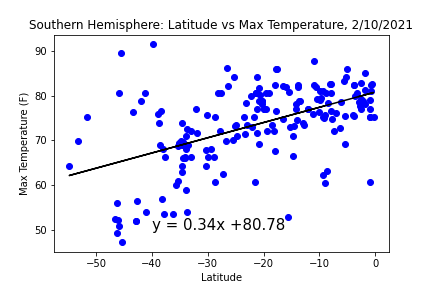 Southern Hemisphere: Latitude vs Max Temperature, 2/10/2021
Max Temperature (F)
90
80
70
60
50
y = 0.34x +80.78
−50 −40 −30 −20 −10 0
Latitude